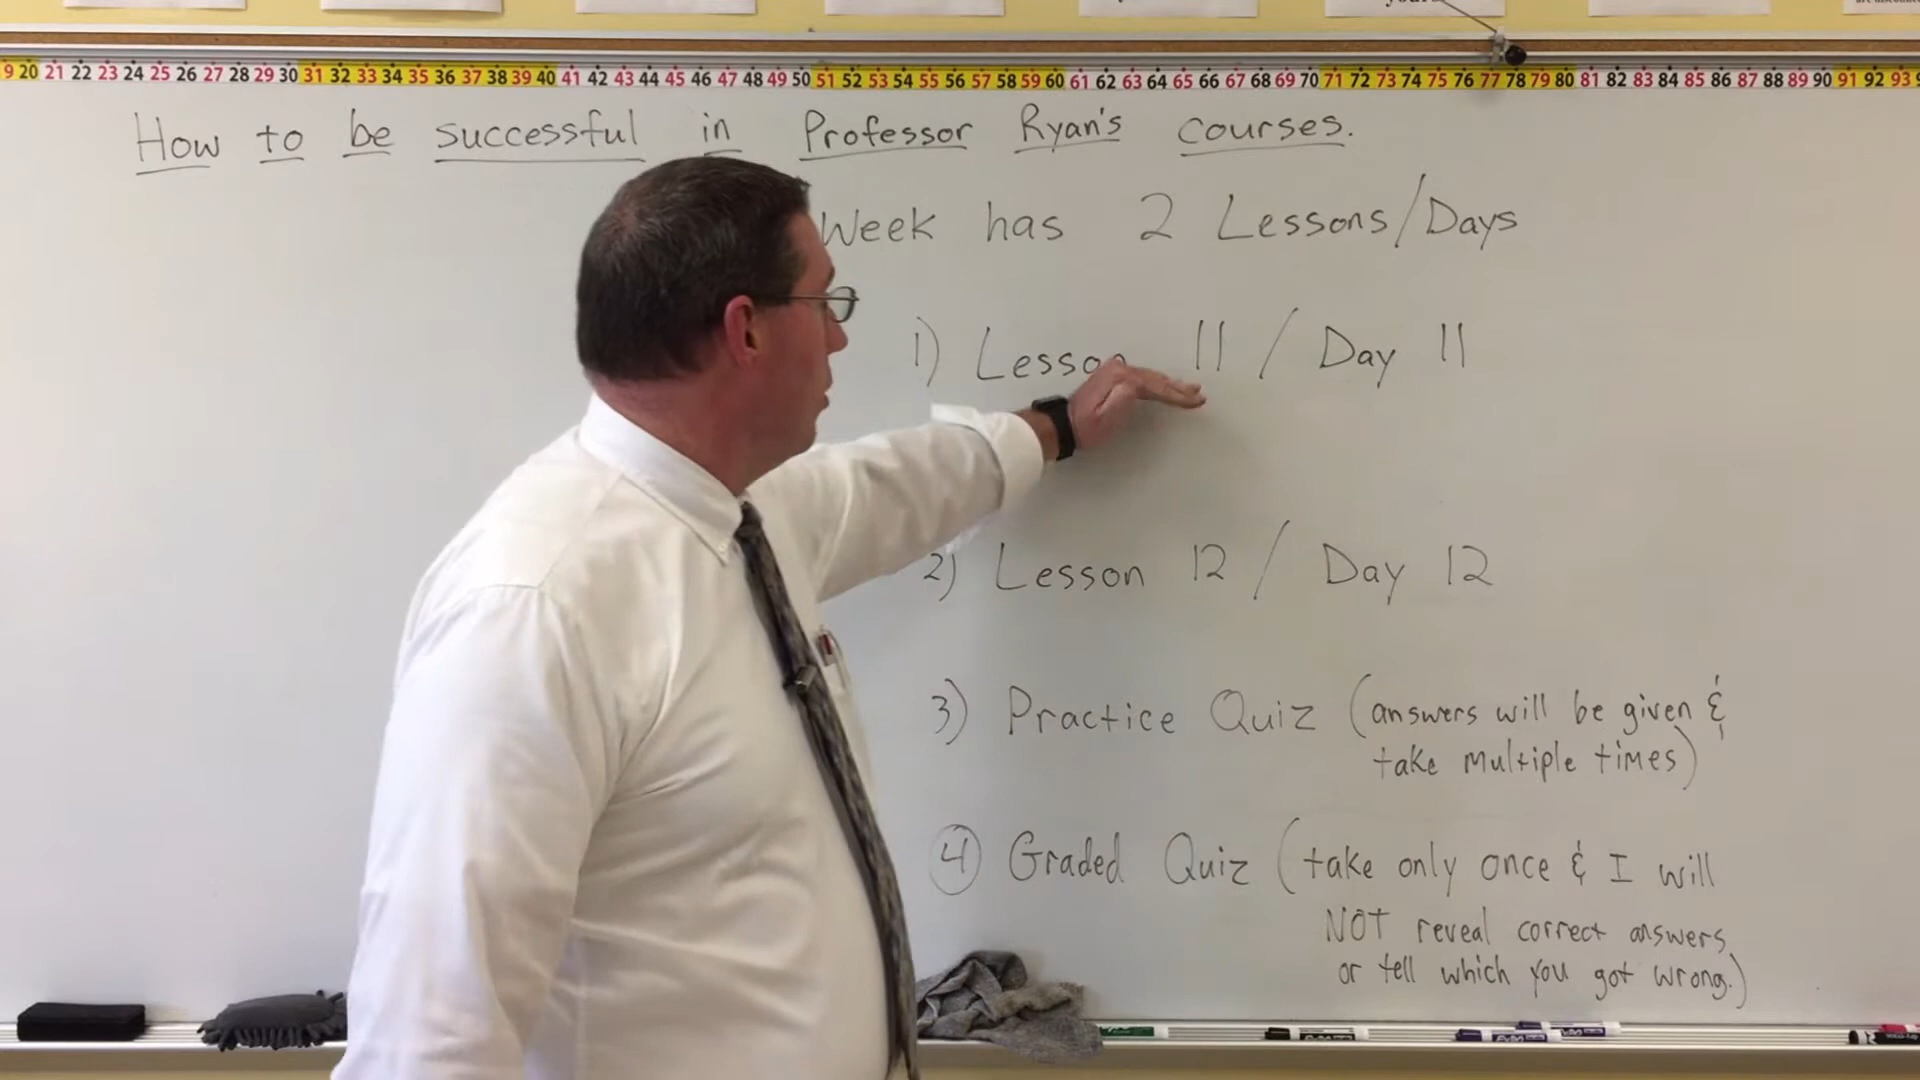 19 20 21 22 23 24 25 26 27 28 29 30 31 32 33 34 35 36 37 38 39 40 41 42 43 44 45 46 47 48 49 50 51 52 53 54 55 56 57 58 59 60 61 62 63 64 65 66 67 68 69 70 71 72 73 74 75 76 77 78 79 80 81 82 83 84 85 86 87 88 89 90 91 92 93
How to be successful in Professor Ryan's courses.
Week has 2 Lessons/Days
1) Lesson 11 / Day 11
2) Lesson 12 / Day 12
3) Practice Quiz (answers will be given &
take multiple times)
4 Graded Quiz (take only once & I will
NOT reveal correct answers
or tell which you got wrong.)